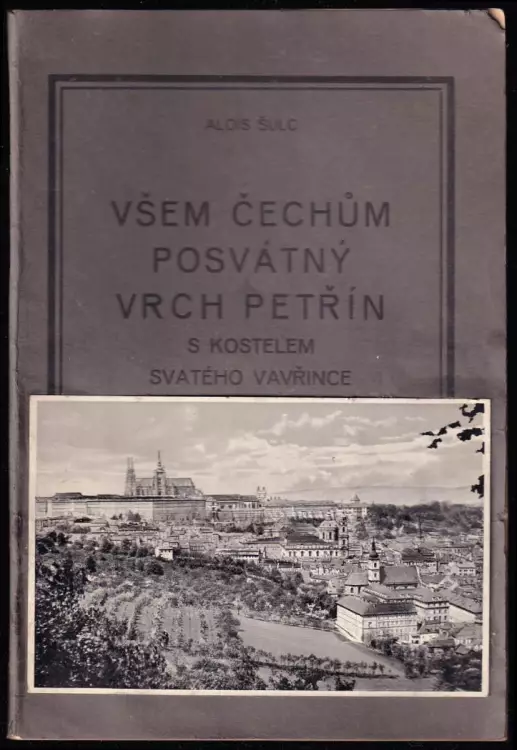 ALOIS ŠULC
VŠEM ČECHŮM
POSVÁTNÝ
VRCH PETŘÍN
S KOSTELEM
SVATÉHO VAVŘINCE